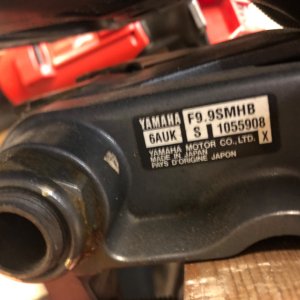 YAMAHA F9.9SMHB
6AUK S 1055908
YAMAHA MOTOR CO., LTD. X
MADE IN JAPAN
PAYS D'ORIGINE JAPON